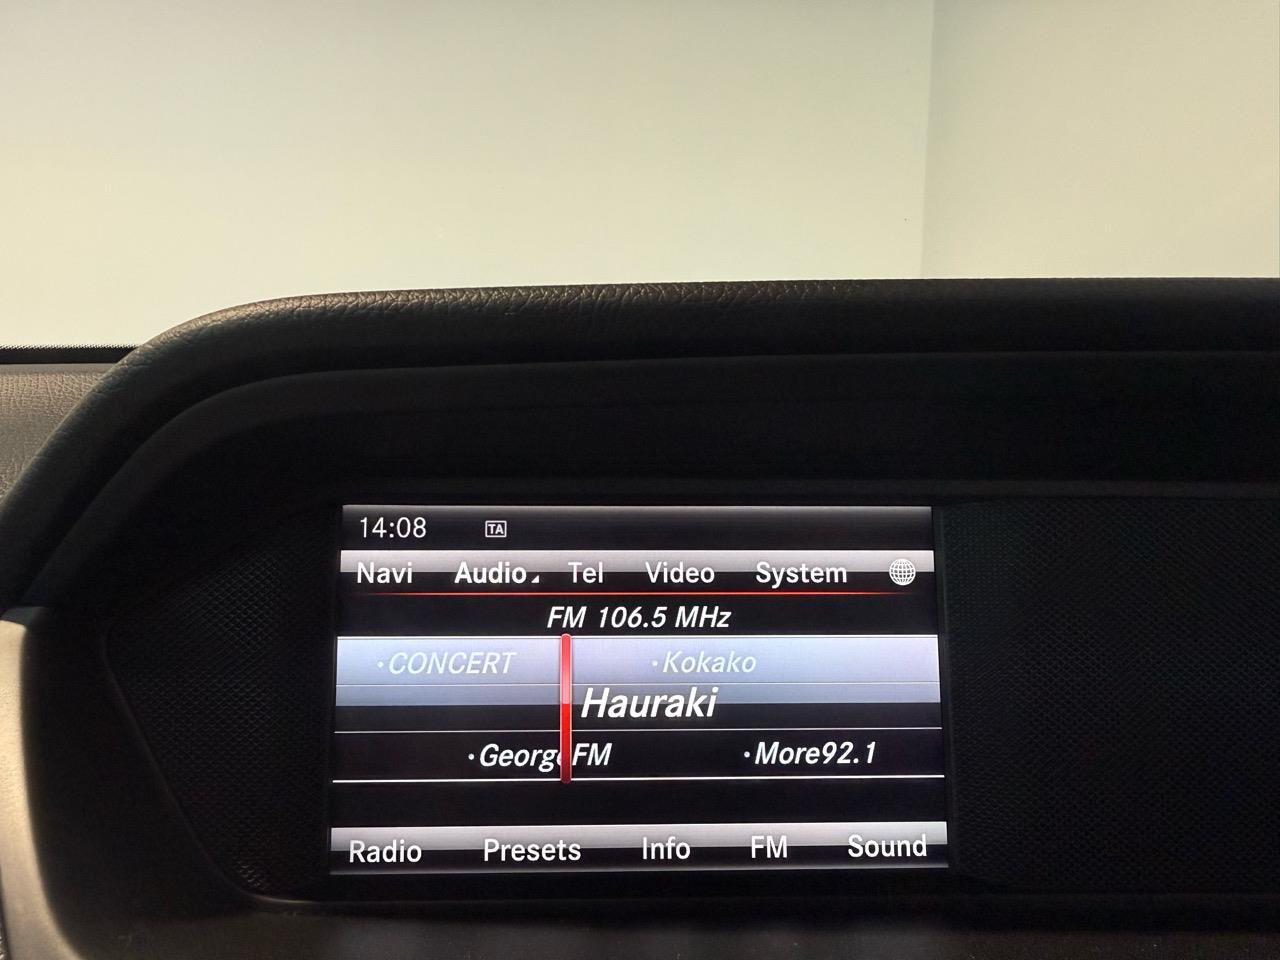 14:08 TA
Navi Audio Tel Video System
FM 106.5 MHz
·CONCERT ·Kokako
Hauraki
·George FM ·More92.1
Radio Presets Info FM Sound